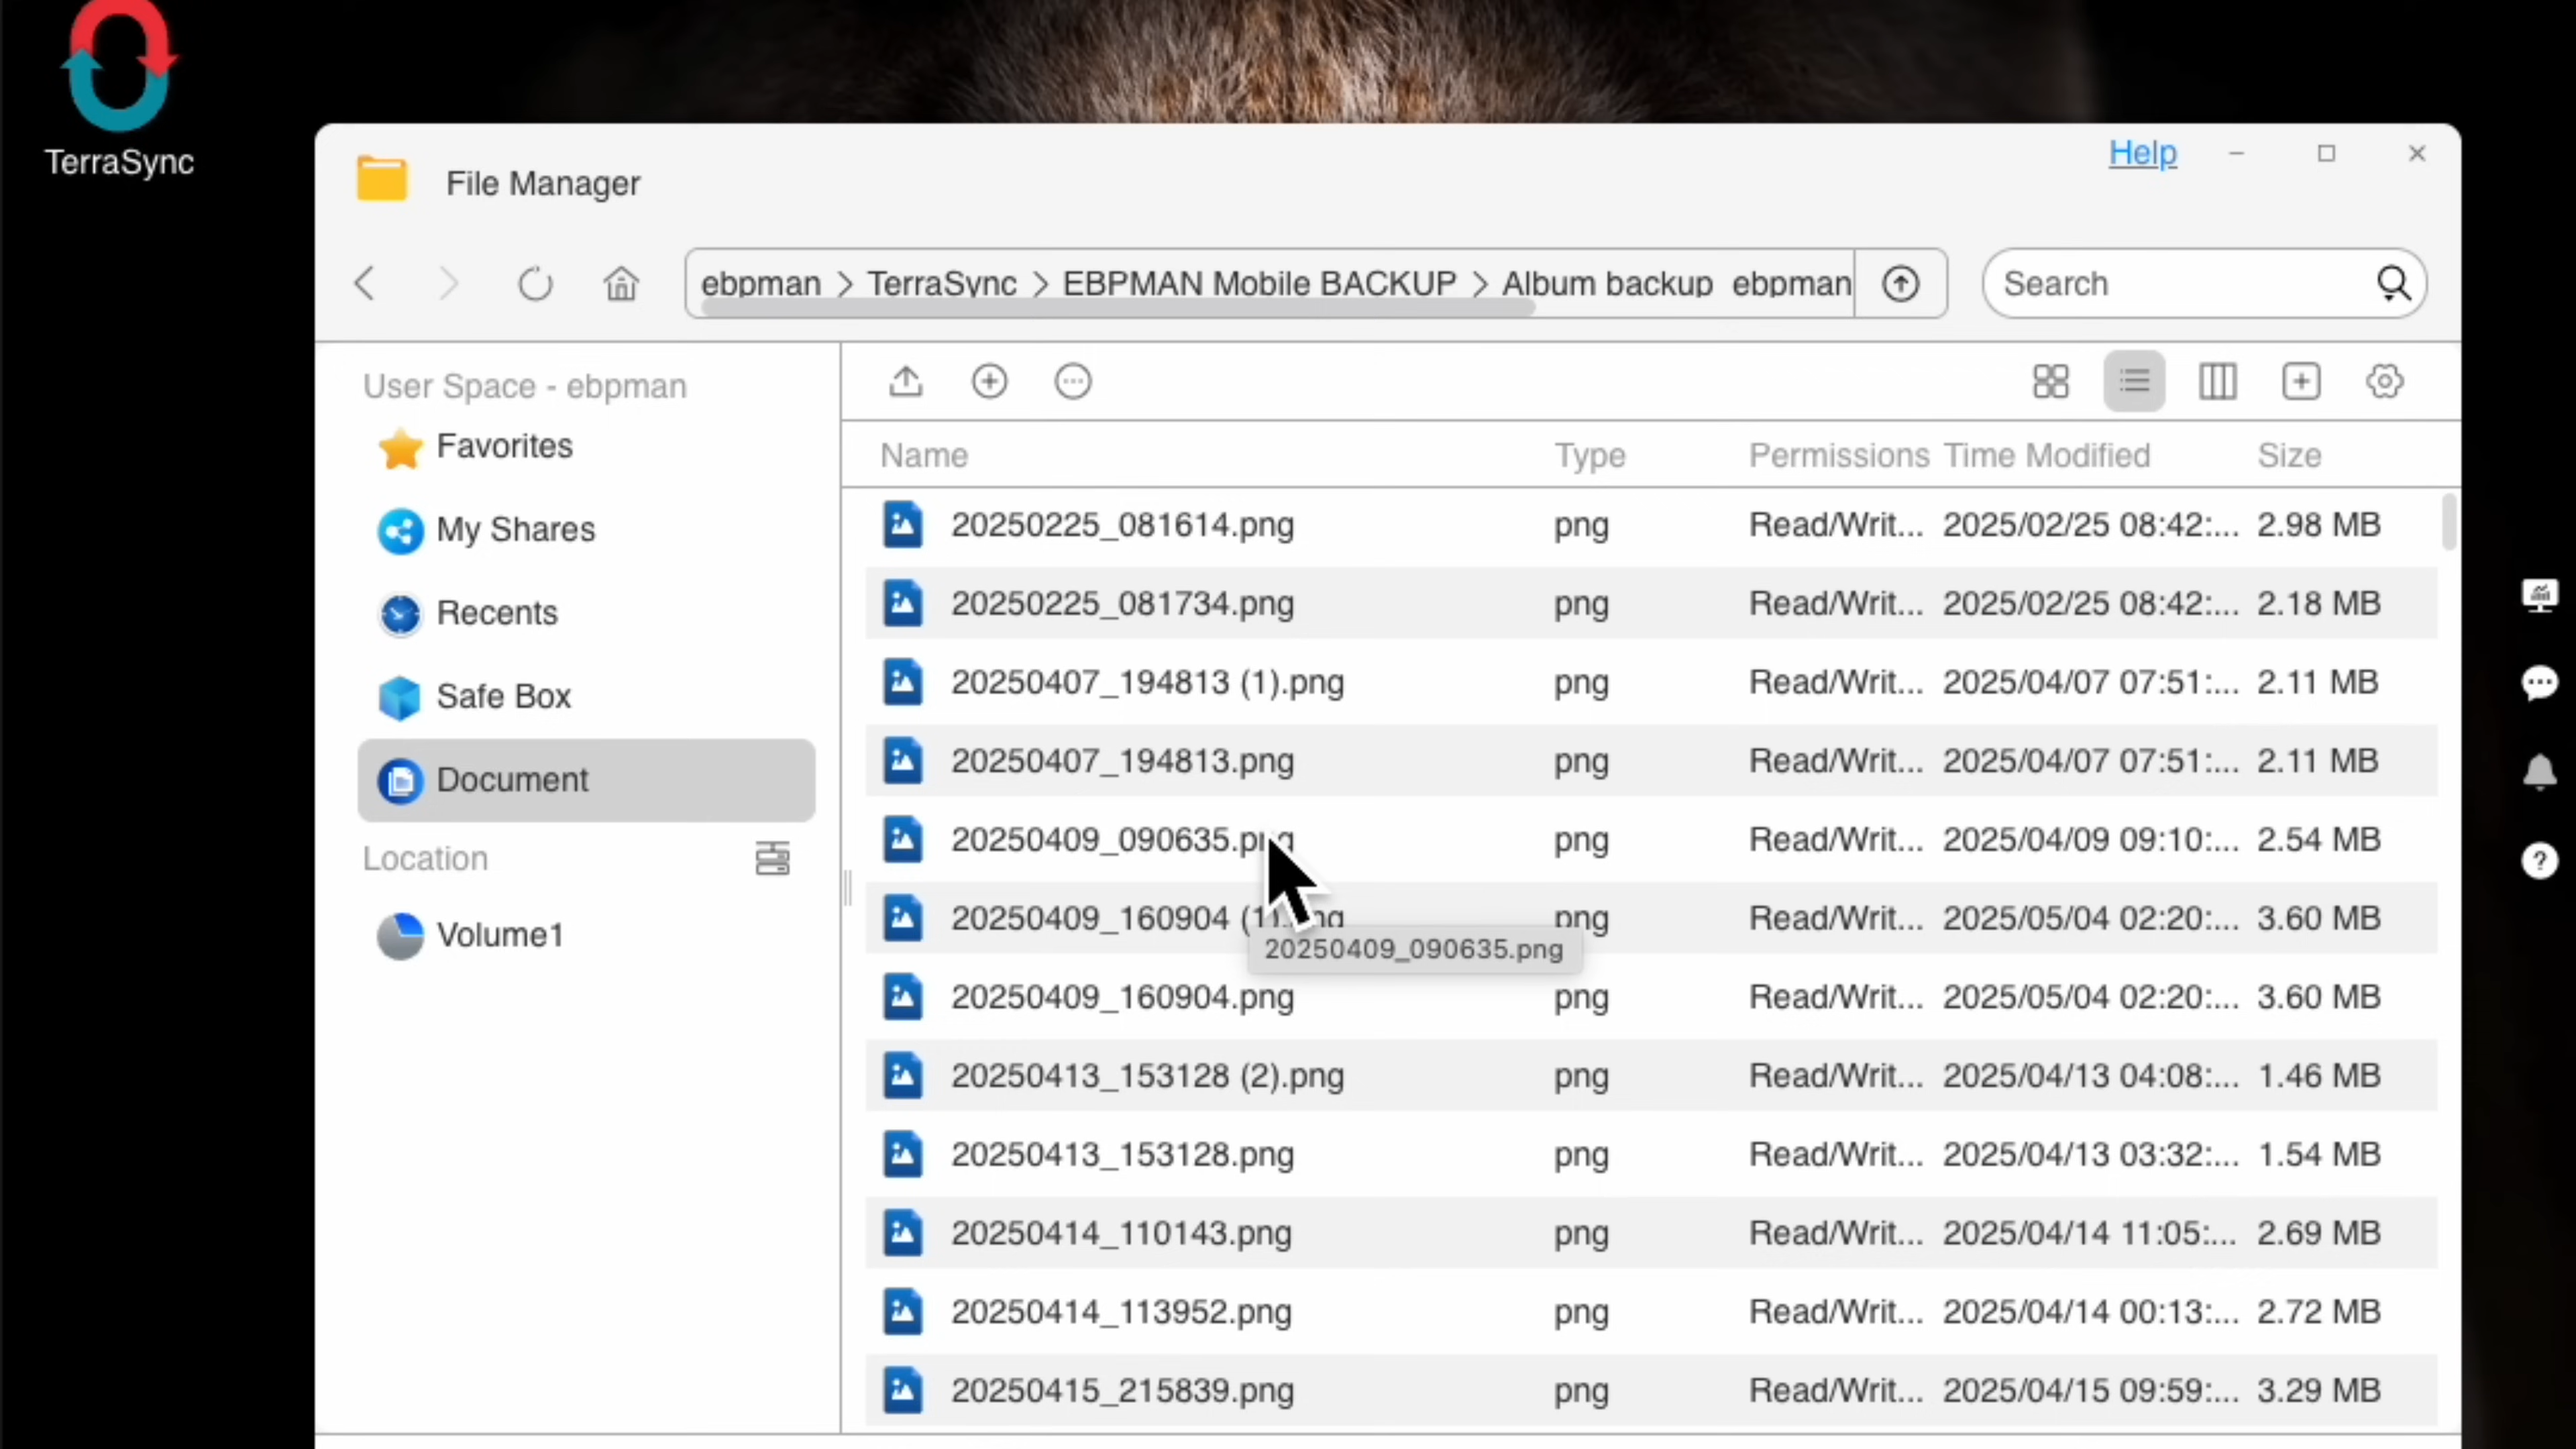 TerraSync
File Manager
Help
ebpman > TerraSync > EBPMAN Mobile BACKUP > Album backup ebpman
Search
User Space - ebpman
Favorites
My Shares
Recents
Safe Box
Document
Location
Volume1
Name Type Permissions Time Modified Size
20250225_081614.png png Read/Writ... 2025/02/25 08:42:... 2.98 MB
20250225_081734.png png Read/Writ... 2025/02/25 08:42:... 2.18 MB
20250407_194813 (1).png png Read/Writ... 2025/04/07 07:51:... 2.11 MB
20250407_194813.png png Read/Writ... 2025/04/07 07:51:... 2.11 MB
20250409_090635.png png Read/Writ... 2025/04/09 09:10:... 2.54 MB
20250409_160904 (1).png png Read/Writ... 2025/05/04 02:20:... 3.60 MB
20250409_090635.png
20250409_160904.png png Read/Writ... 2025/05/04 02:20:... 3.60 MB
20250413_153128 (2).png png Read/Writ... 2025/04/13 04:08:... 1.46 MB
20250413_153128.png png Read/Writ... 2025/04/13 03:32:... 1.54 MB
20250414_110143.png png Read/Writ... 2025/04/14 11:05:... 2.69 MB
20250414_113952.png png Read/Writ... 2025/04/14 00:13:... 2.72 MB
20250415_215839.png png Read/Writ... 2025/04/15 09:59:... 3.29 MB